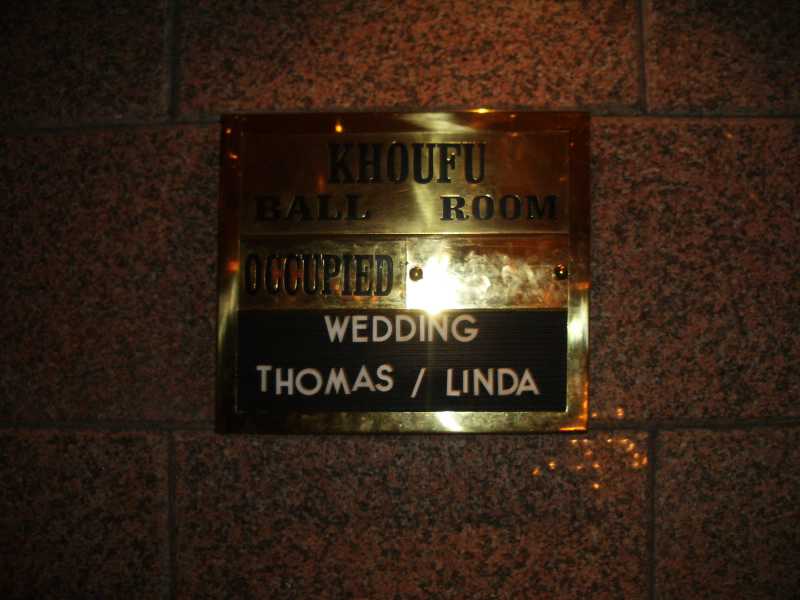 KHOUFU
BALL ROOM
OCCUPIED
WEDDING
THOMAS / LINDA